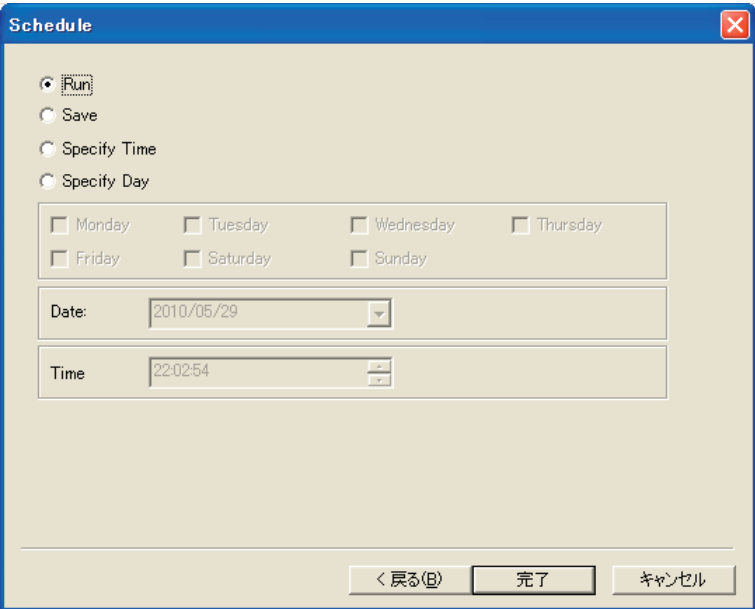 Schedule
Run
Save
Specify Time
Specify Day
Monday Tuesday Wednesday Thursday
Friday Saturday Sunday
Date: 2010/05/29
Time 22:02:54
< 戻る(B) 完了 キャンセル